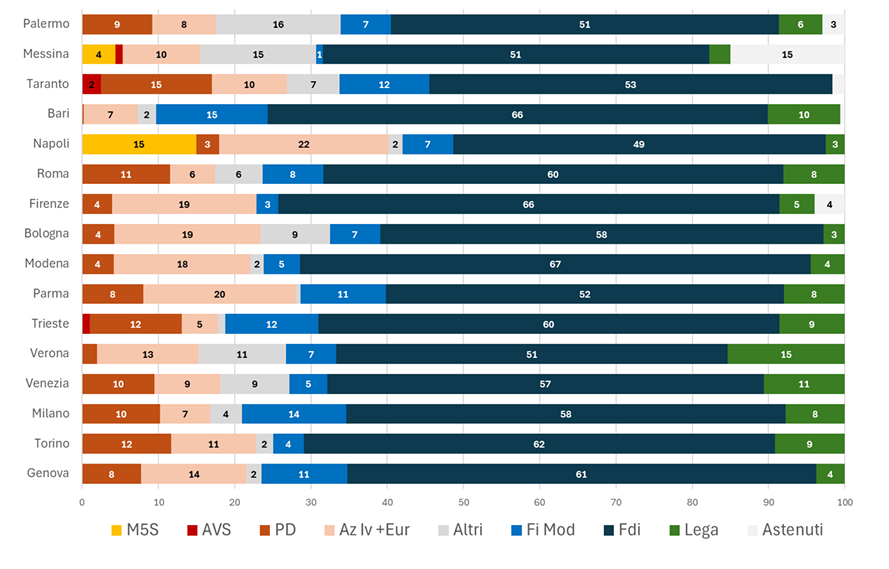 Palermo 9 8 16 7 51 6 3
Messina 4 10 15 1 51 15
Taranto 2 15 10 7 12 53
Bari 7 2 15 66 10
Napoli 15 3 22 2 7 49 3
Roma 11 6 6 8 60 8
Firenze 4 19 3 66 5 4
Bologna 4 19 9 7 58 3
Modena 4 18 2 5 67 4
Parma 8 20 11 52 8
Trieste 12 5 12 60 9
Verona 13 11 7 51 15
Venezia 10 9 9 5 57 11
Milano 10 7 4 14 58 8
Torino 12 11 2 4 62 9
Genova 8 14 2 11 61 4
0 10 20 30 40 50 60 70 80 90 100
M5S AVS PD Az Iv +Eur Altri Fi Mod Fdi Lega Astenuti